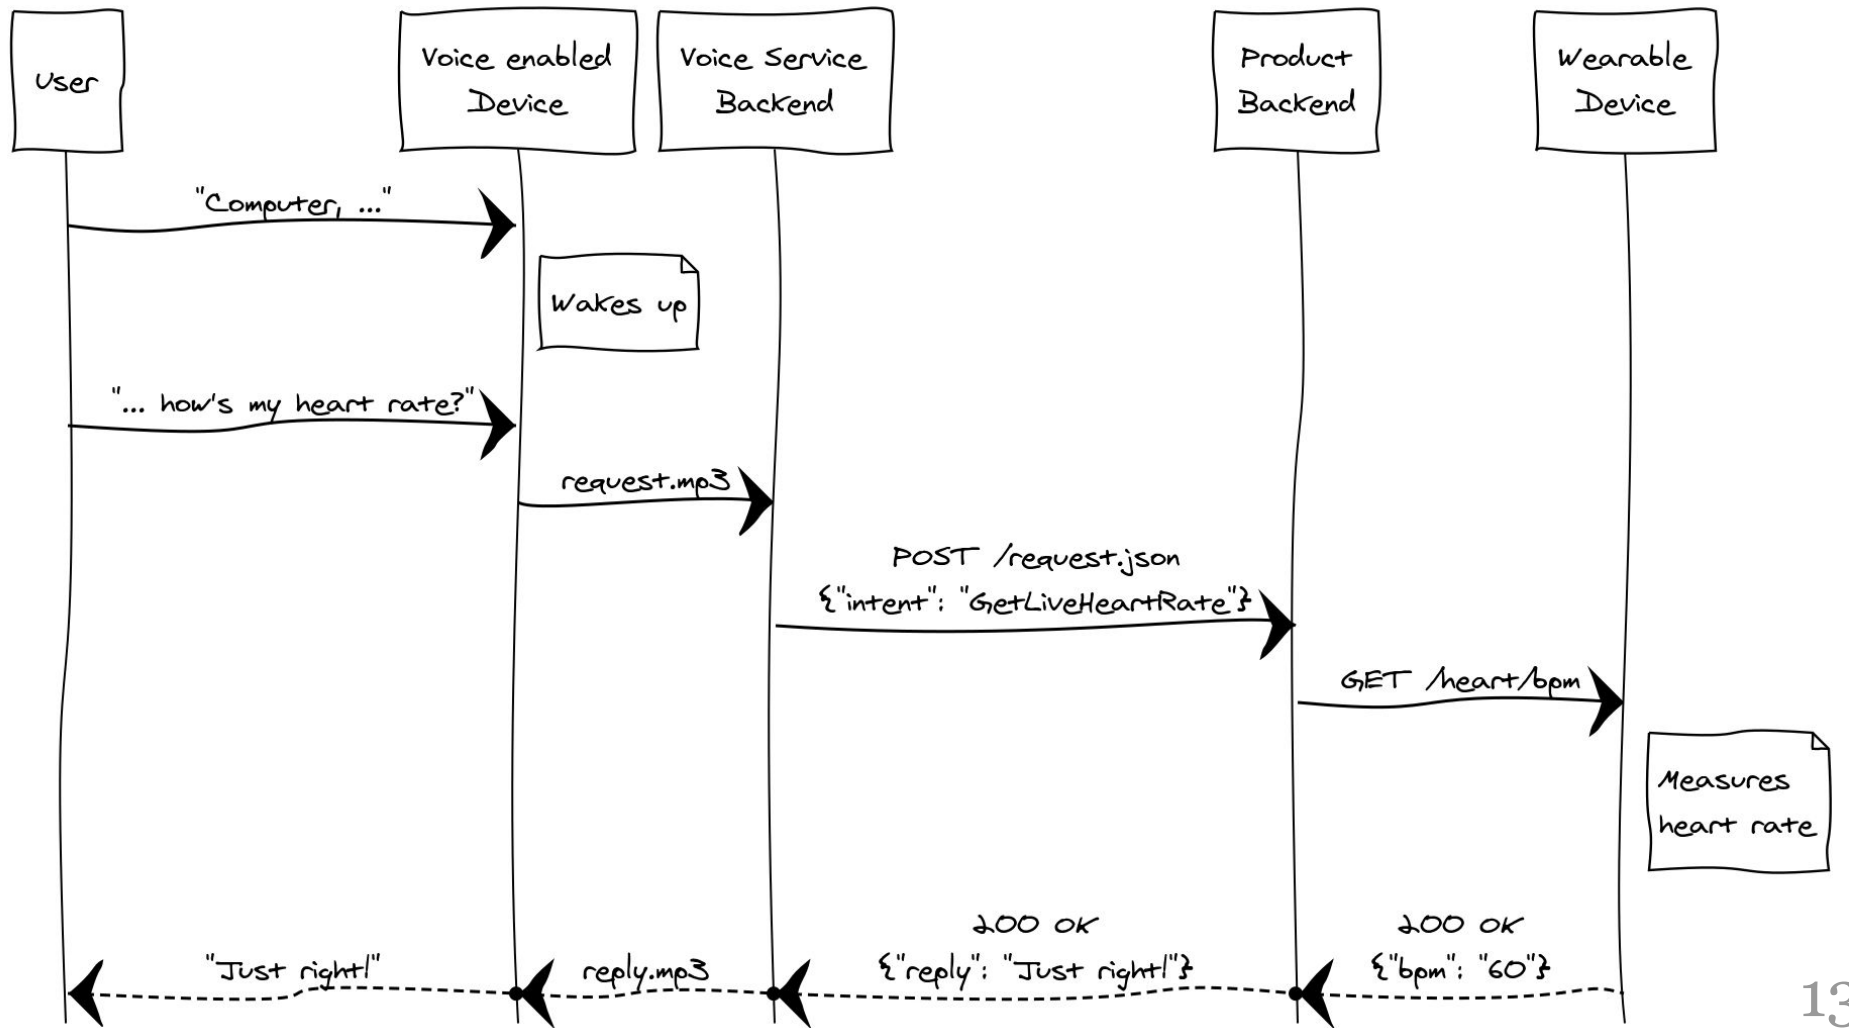 User
Voice enabled
Device
Voice Service
Backend
Product
Backend
Wearable
Device
"Computer, ..."
Wakes up
"... how's my heart rate?"
request.mp3
POST /request.json
{"intent": "GetLiveHeartRate"}
GET /heart/bpm
Measures
heart rate
"Just right!"
reply.mp3
200 OK
{"reply": "Just right!"}
200 OK
{"bpm": "60"}
13